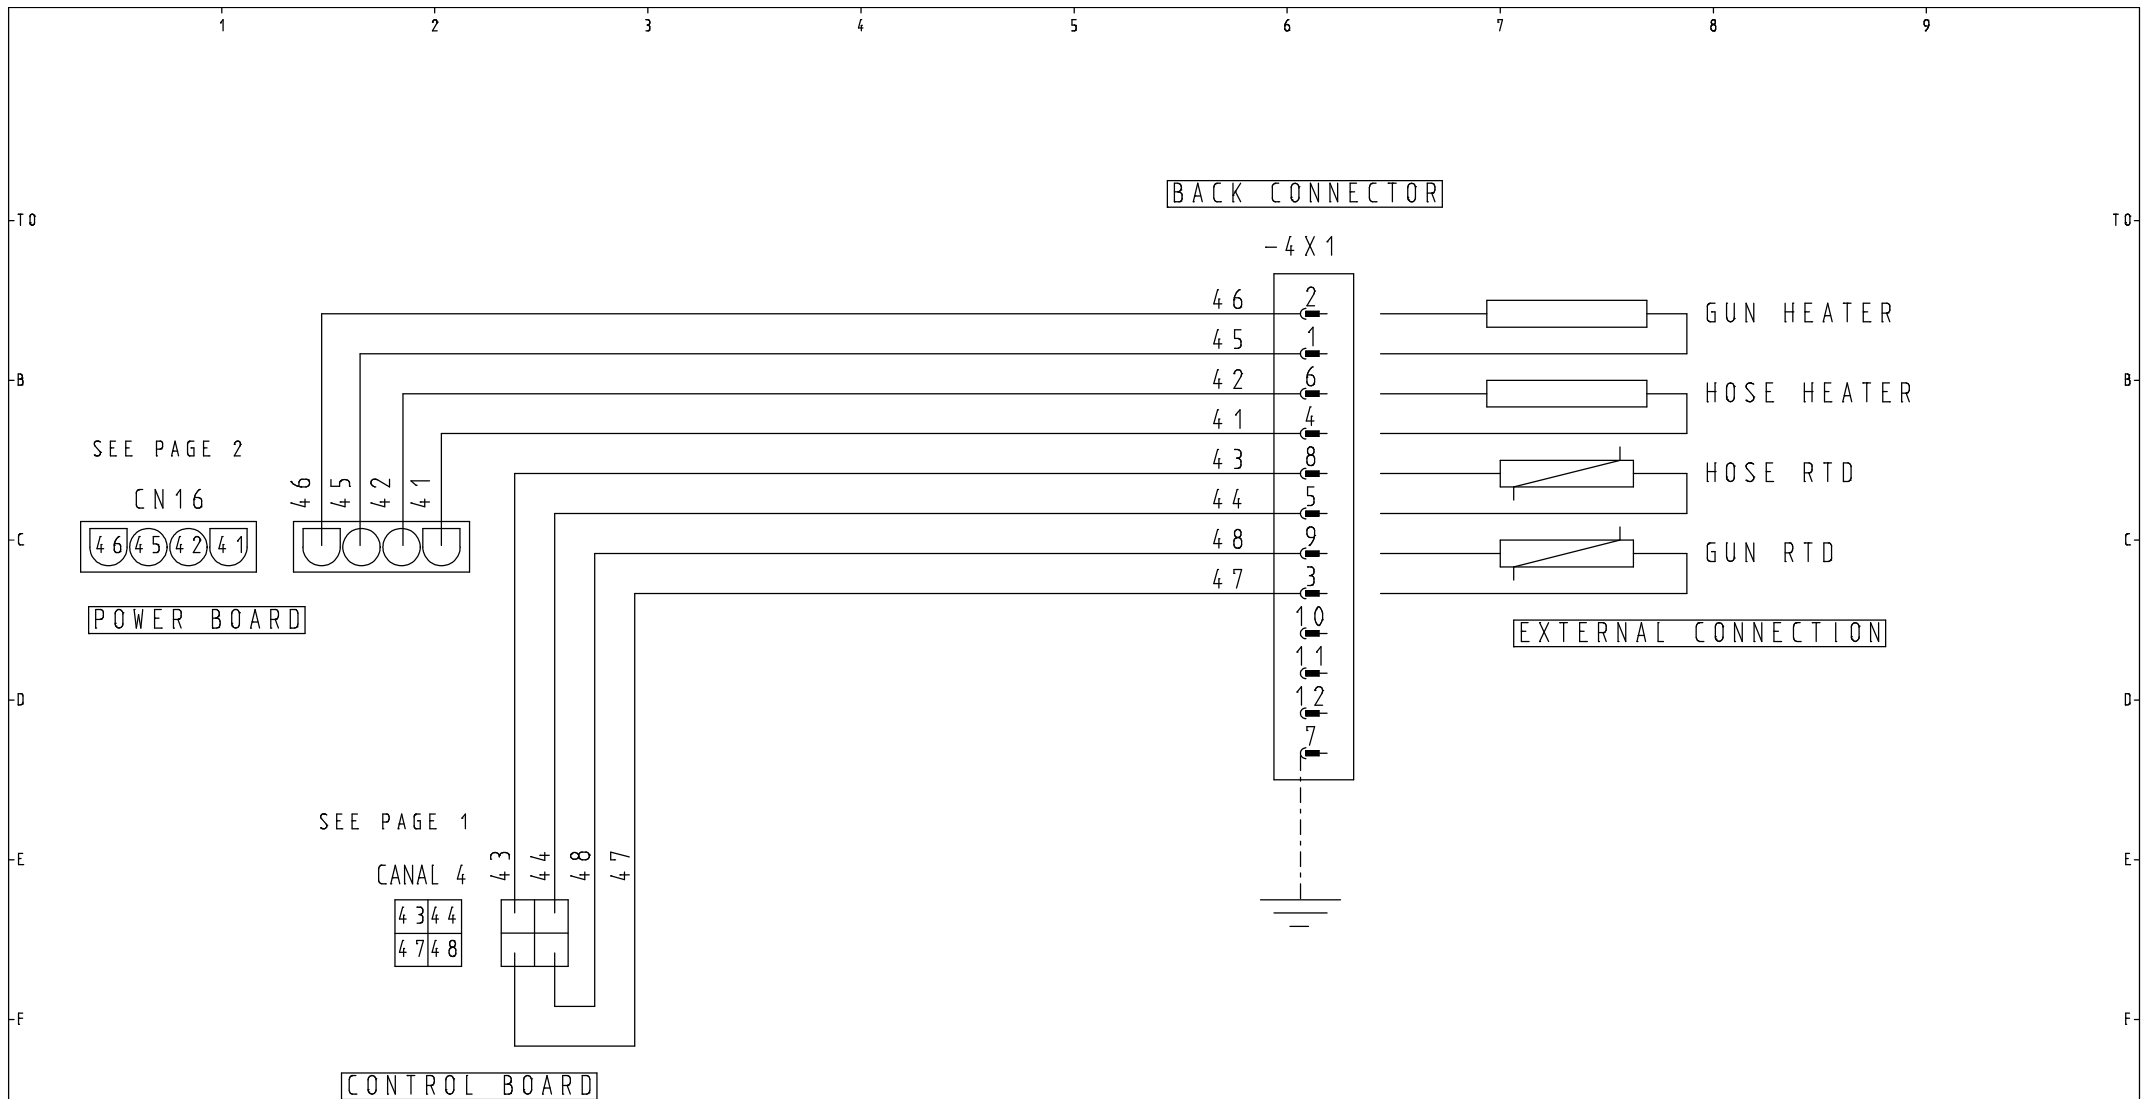 1 2 3 4 5 6 7 8 9
BACK CONNECTOR
T0 T0
-4X1
46 2 GUN HEATER
45 1
B 42 6 HOSE HEATER B
41 4
SEE PAGE 2
43 8 HOSE RTD
CN16 46 45 42 41
44 5
C 46 45 42 41 48 9 GUN RTD C
47 3
POWER BOARD 10 EXTERNAL CONNECTION
11
D 12 D
7
SEE PAGE 1
E 43 44 48 47 E
CANAL 4
43 44
47 48
F F
CONTROL BOARD